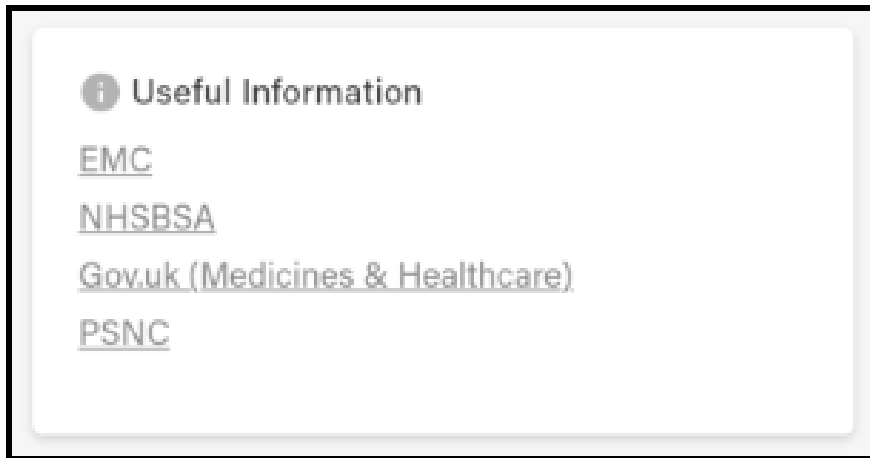 Useful Information
EMC
NHSBSA
Gov.uk (Medicines & Healthcare)
PSNC